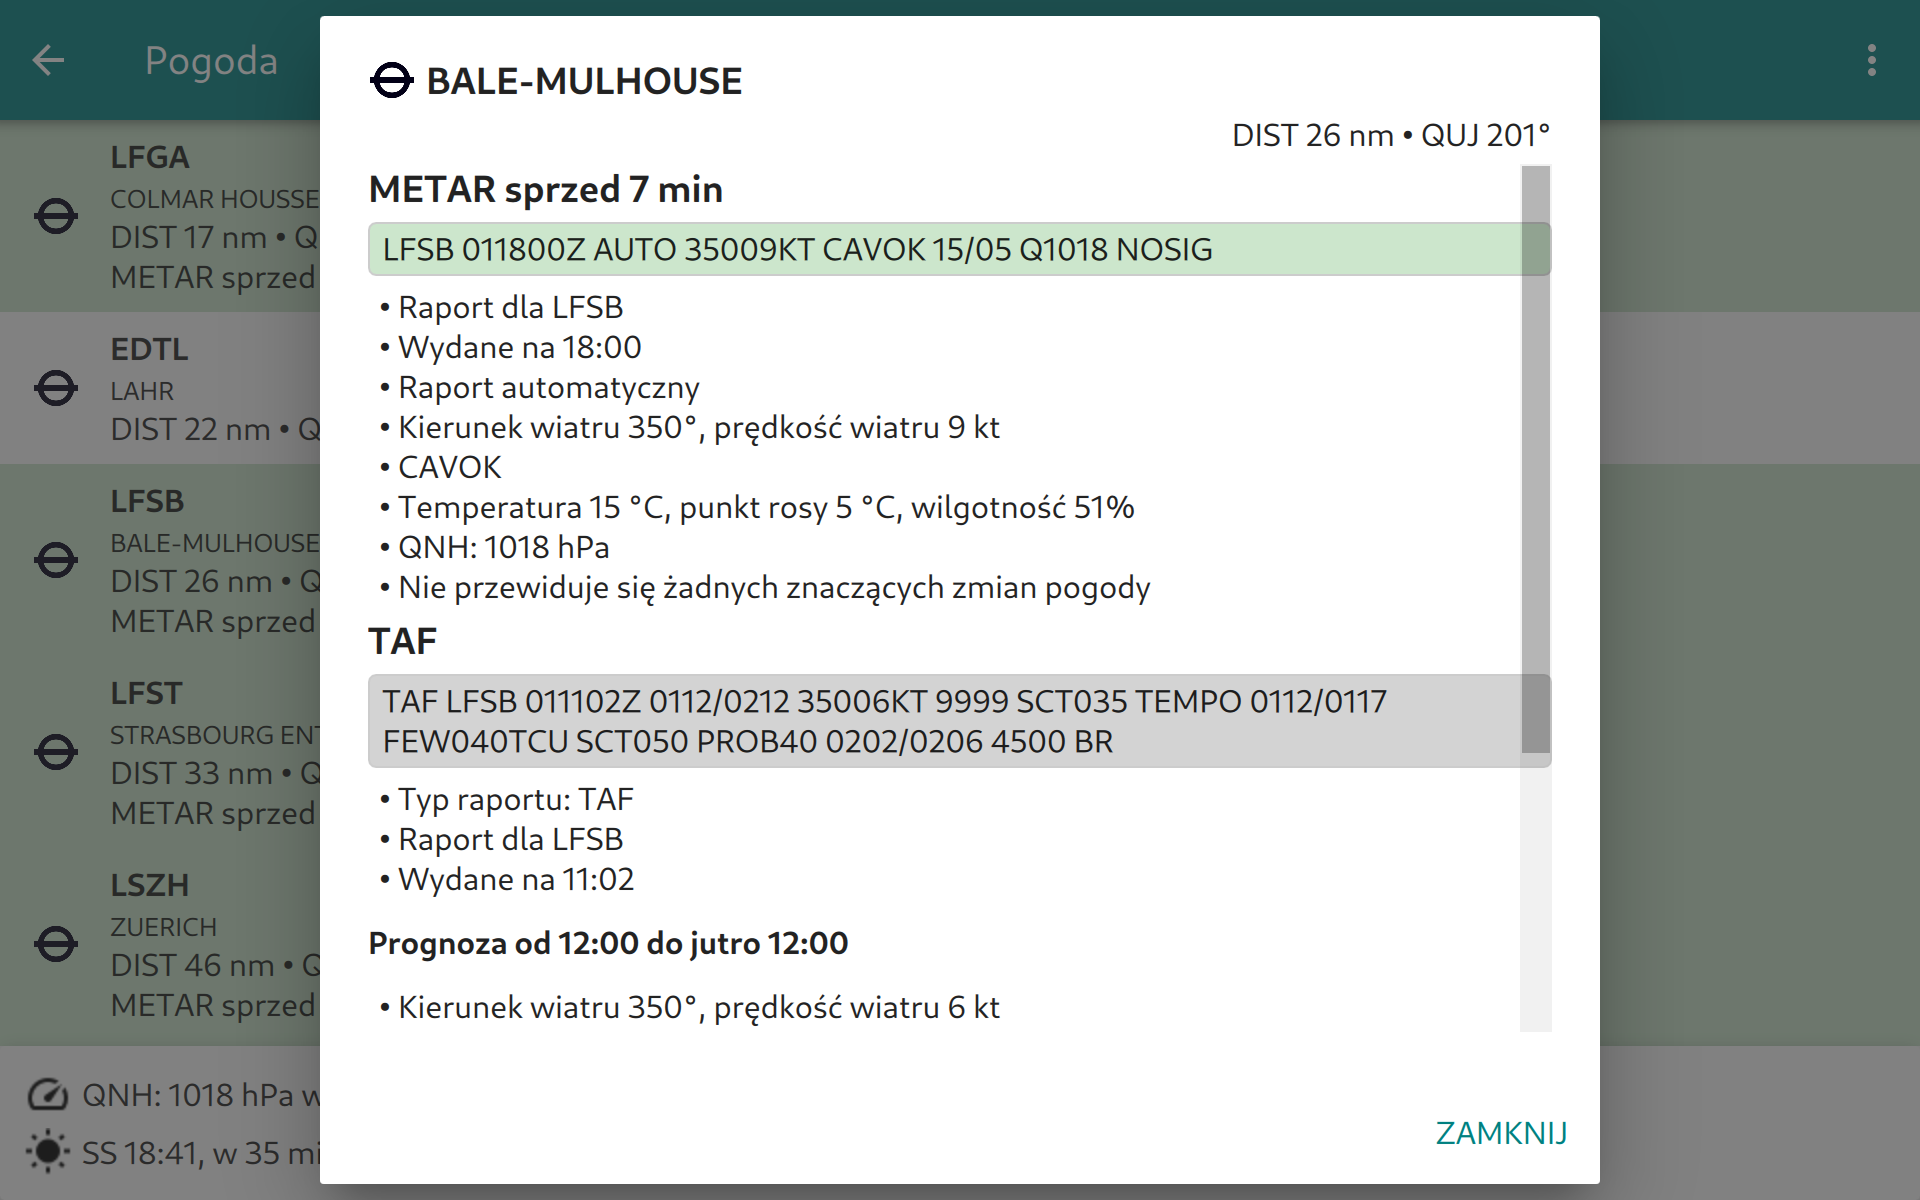 Pogoda
LFGA
COLMAR HOUSSE
DIST 17 nm • Q
METAR sprzed
EDTL
LAHR
DIST 22 nm • Q
LFSB
BALE-MULHOUSE
DIST 26 nm • Q
METAR sprzed
LFST
STRASBOURG ENT
DIST 33 nm • Q
METAR sprzed
LSZH
ZUERICH
DIST 46 nm • Q
METAR sprzed
QNH: 1018 hPa w
SS 18:41, w 35 mi
BALE-MULHOUSE
DIST 26 nm • QUJ 201°
METAR sprzed 7 min
LFSB 011800Z AUTO 35009KT CAVOK 15/05 Q1018 NOSIG
• Raport dla LFSB
• Wydane na 18:00
• Raport automatyczny
• Kierunek wiatru 350°, prędkość wiatru 9 kt
• CAVOK
• Temperatura 15 °C, punkt rosy 5 °C, wilgotność 51%
• QNH: 1018 hPa
• Nie przewiduje się żadnych znaczących zmian pogody
TAF
TAF LFSB 011102Z 0112/0212 35006KT 9999 SCT035 TEMPO 0112/0117
FEW040TCU SCT050 PROB40 0202/0206 4500 BR
• Typ raportu: TAF
• Raport dla LFSB
• Wydane na 11:02
Prognoza od 12:00 do jutro 12:00
• Kierunek wiatru 350°, prędkość wiatru 6 kt
ZAMKNIJ